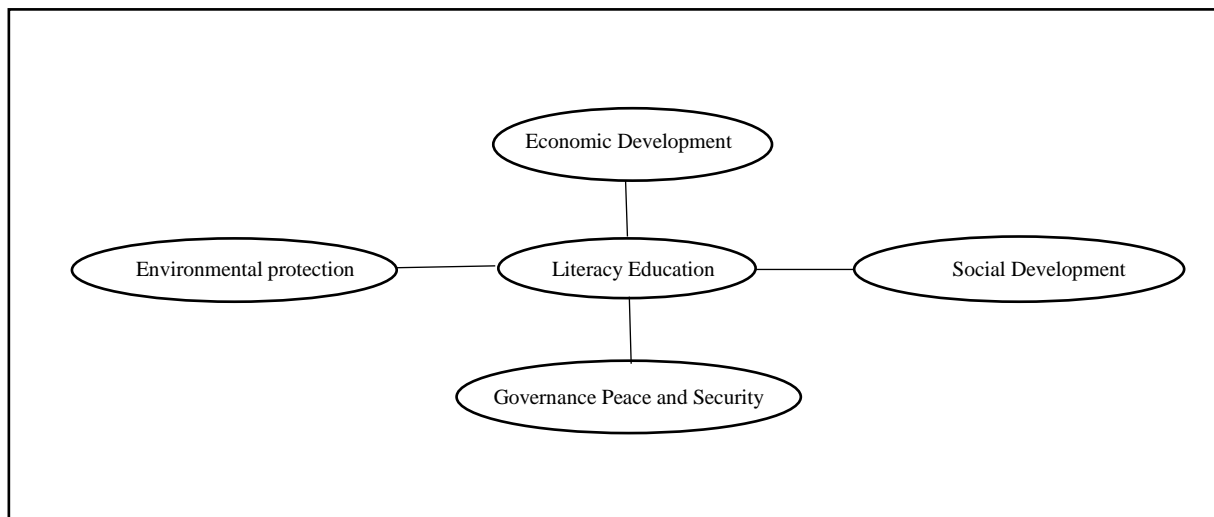 Economic Development
Environmental protection
Literacy Education
Social Development
Governance Peace and Security